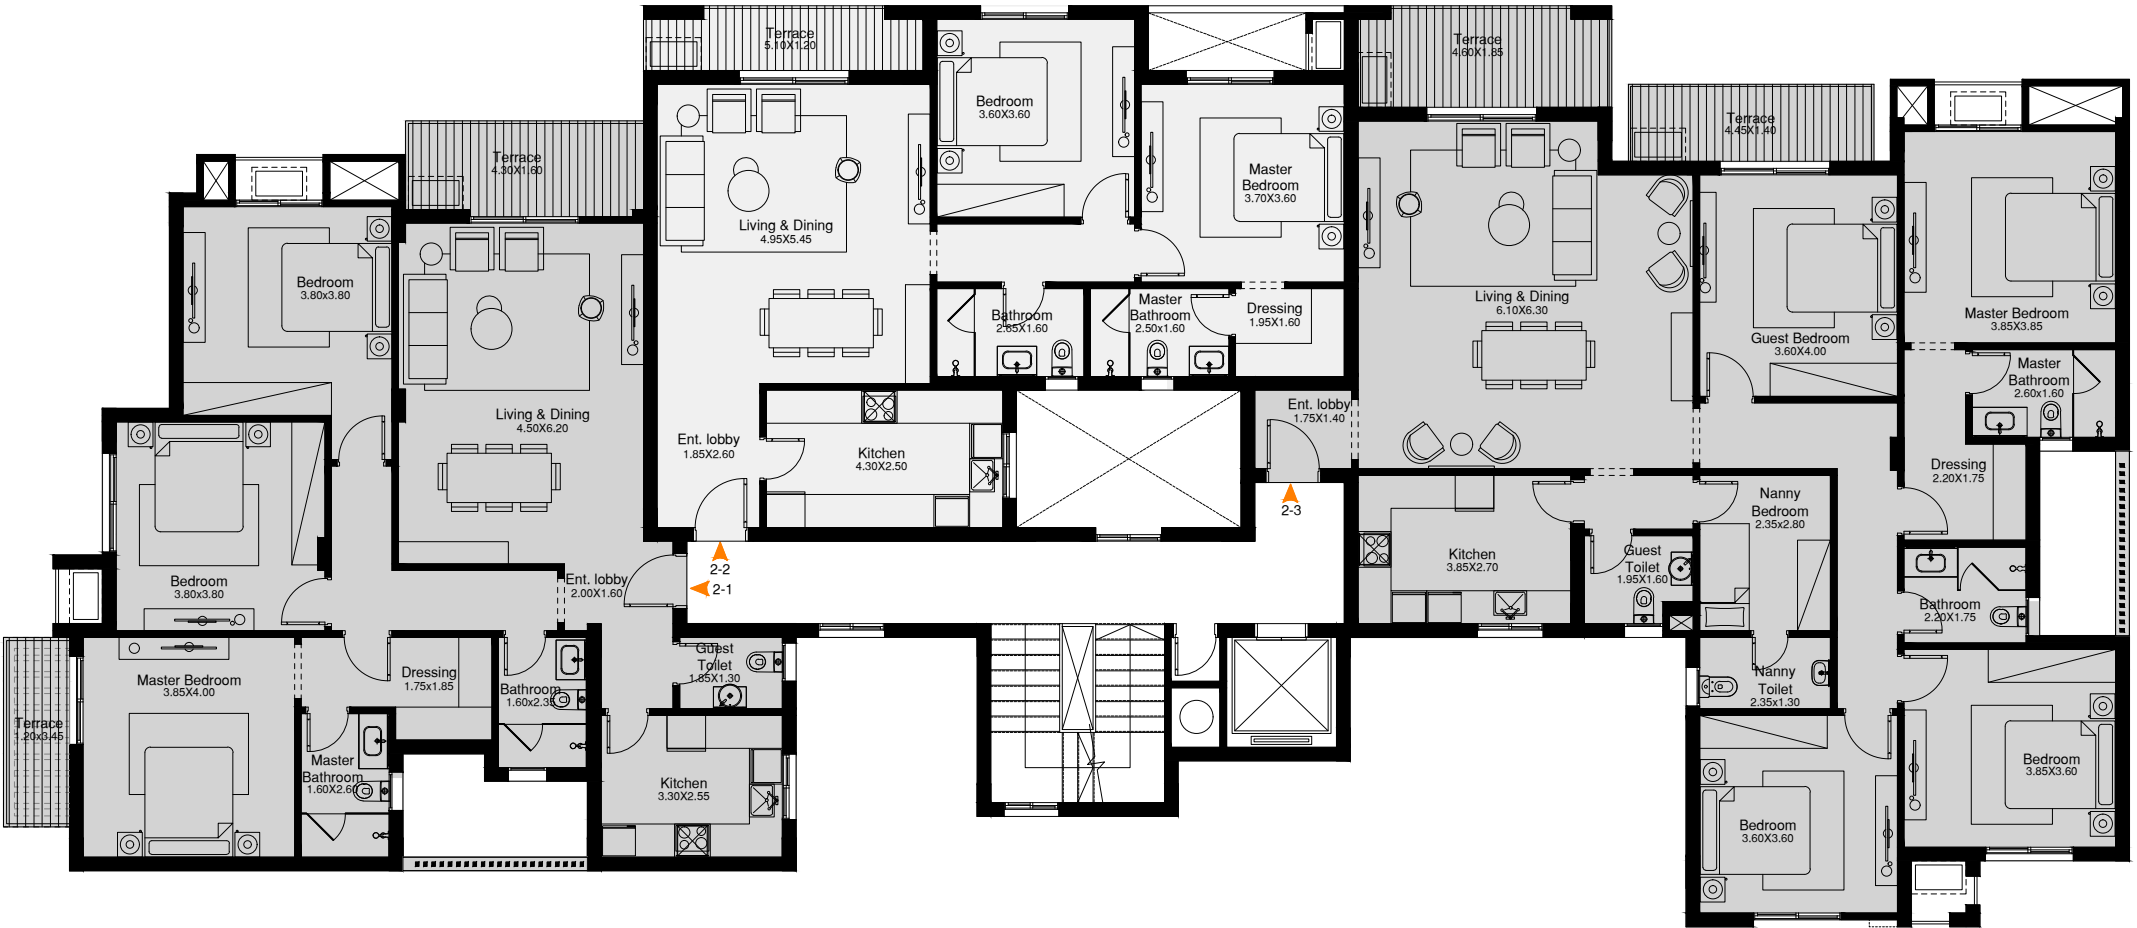 Terrace
5.10X1.20
Bedroom
3.60X3.60
Master
Bedroom
3.70X3.60
Living & Dining
4.95X5.45
Bathroom
2.65X1.60
Master
Bathroom
2.50x1.60
Dressing
1.95X1.60
Ent. lobby
1.85X2.60
Kitchen
4.30X2.50
2-2
2-1
Terrace
4.30X1.60
Bedroom
3.80x3.80
Living & Dining
4.50X6.20
Bedroom
3.80x3.80
Ent. lobby
2.00X1.60
Master Bedroom
3.85X4.00
Terrace
1.20x3.45
Dressing
1.75x1.85
Bathroom
1.60x2.35
Master
Bathroom
1.60X2.60
Guest
Toilet
1.85X1.30
Kitchen
3.30X2.55
Terrace
4.60X1.85
Terrace
4.45X1.40
Living & Dining
6.10X6.30
Guest Bedroom
3.60X4.00
Master Bedroom
3.85X3.85
Master
Bathroom
2.60x1.60
Dressing
2.20X1.75
Ent. lobby
1.75X1.40
2-3
Kitchen
3.85X2.70
Guest
Toilet
1.95X1.60
Nanny
Bedroom
2.35x2.80
Bathroom
2.20X1.75
Nanny
Toilet
2.35x1.30
Bedroom
3.60X3.60
Bedroom
3.85X3.60